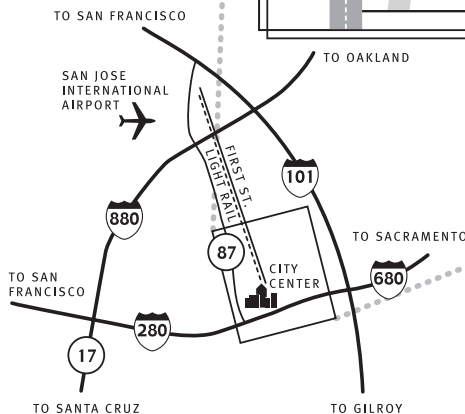 TO SAN FRANCISCO
TO OAKLAND
SAN JOSE
INTERNATIONAL
AIRPORT
FIRST ST.
LIGHT RAIL
101
880
87
TO SACRAMENTO
CITY
CENTER
680
TO SAN
FRANCISCO
280
17
TO SANTA CRUZ
TO GILROY